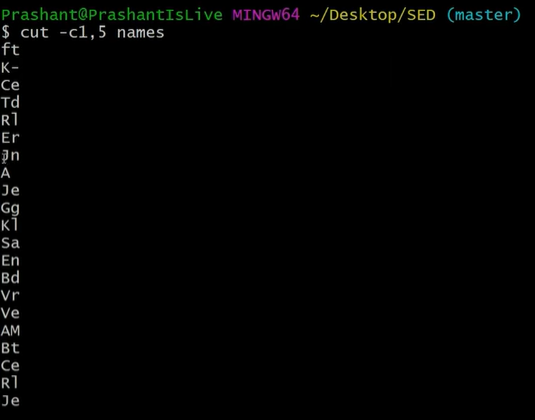 Prashant@PrashantIsLive MINGW64 ~/Desktop/SED (master)
$ cut -c1,5 names
ft
K-
Ce
Td
Rl
Er
Jn
A
Je
Gg
Kl
Sa
En
Bd
Vr
Ve
AM
Bt
Ce
Rl
Je